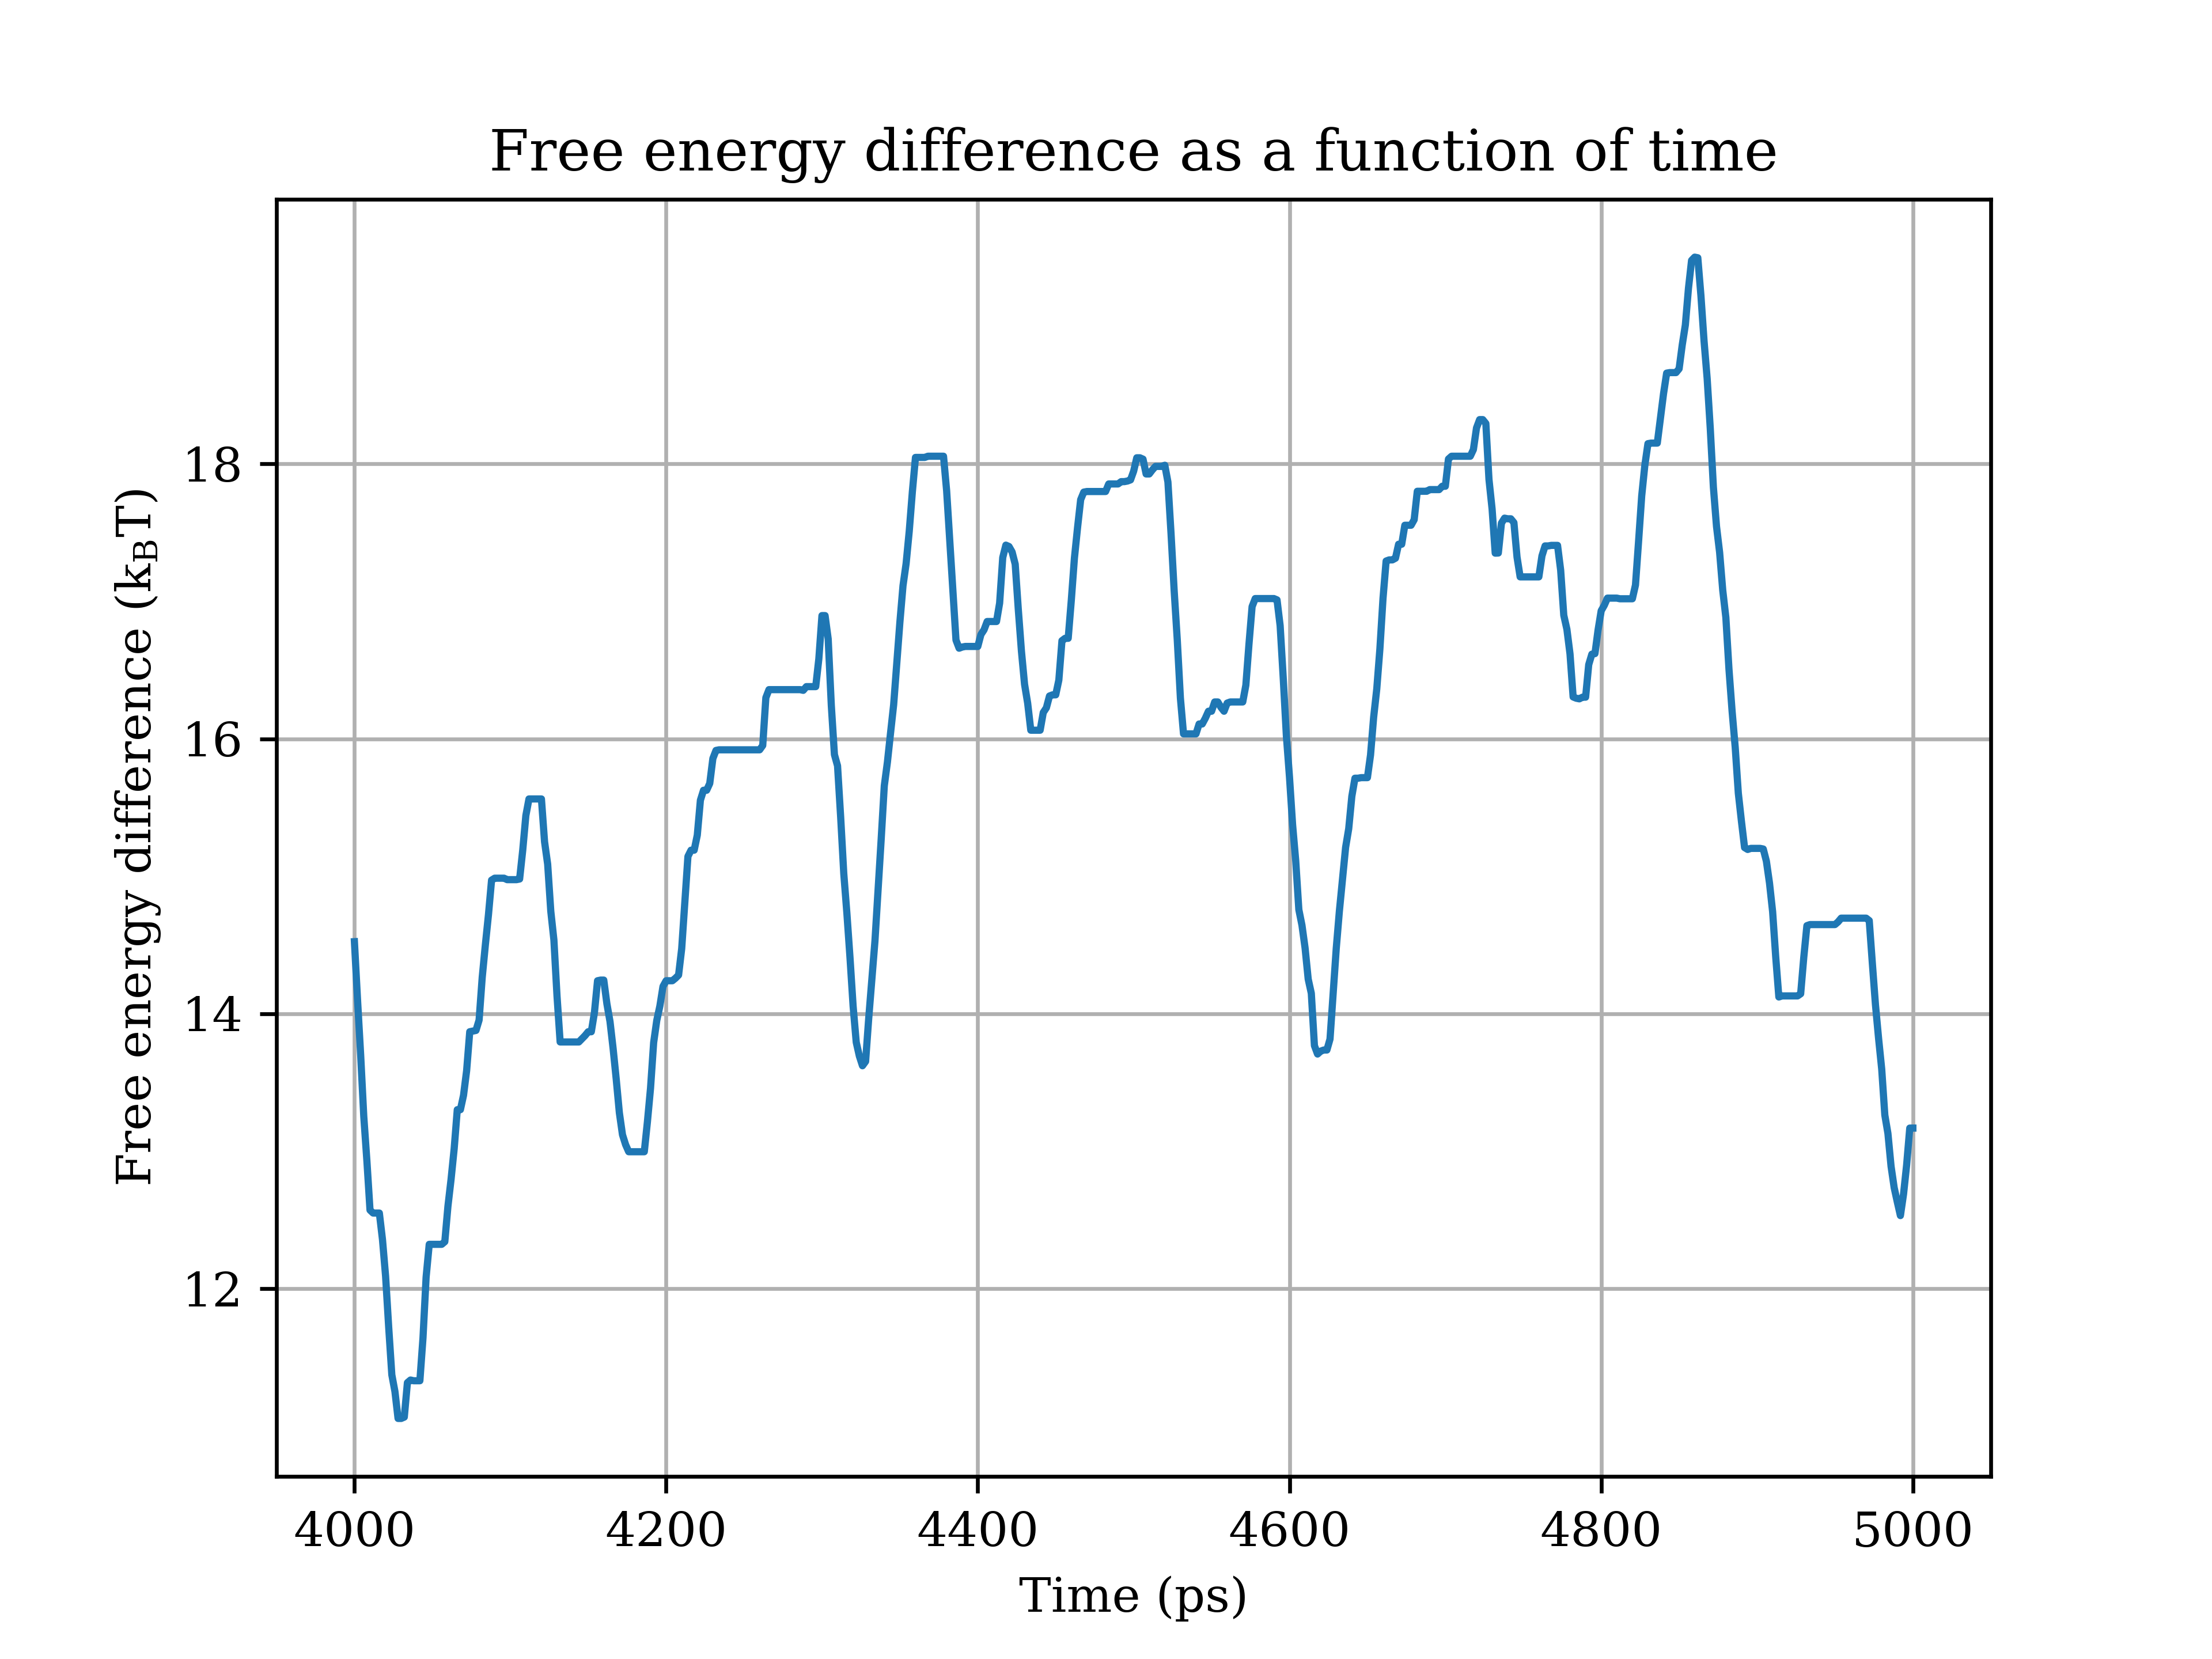 Free energy difference as a function of time
Free energy difference (kBT)
18
16
14
12
4000 4200 4400 4600 4800 5000
Time (ps)